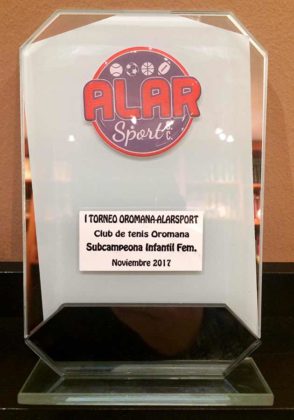 ALAR
Sport
I TORNEO OROMANA-ALARSPORT
Club de tenis Oromana
Subcampeona Infantil Fem.
Noviembre 2017